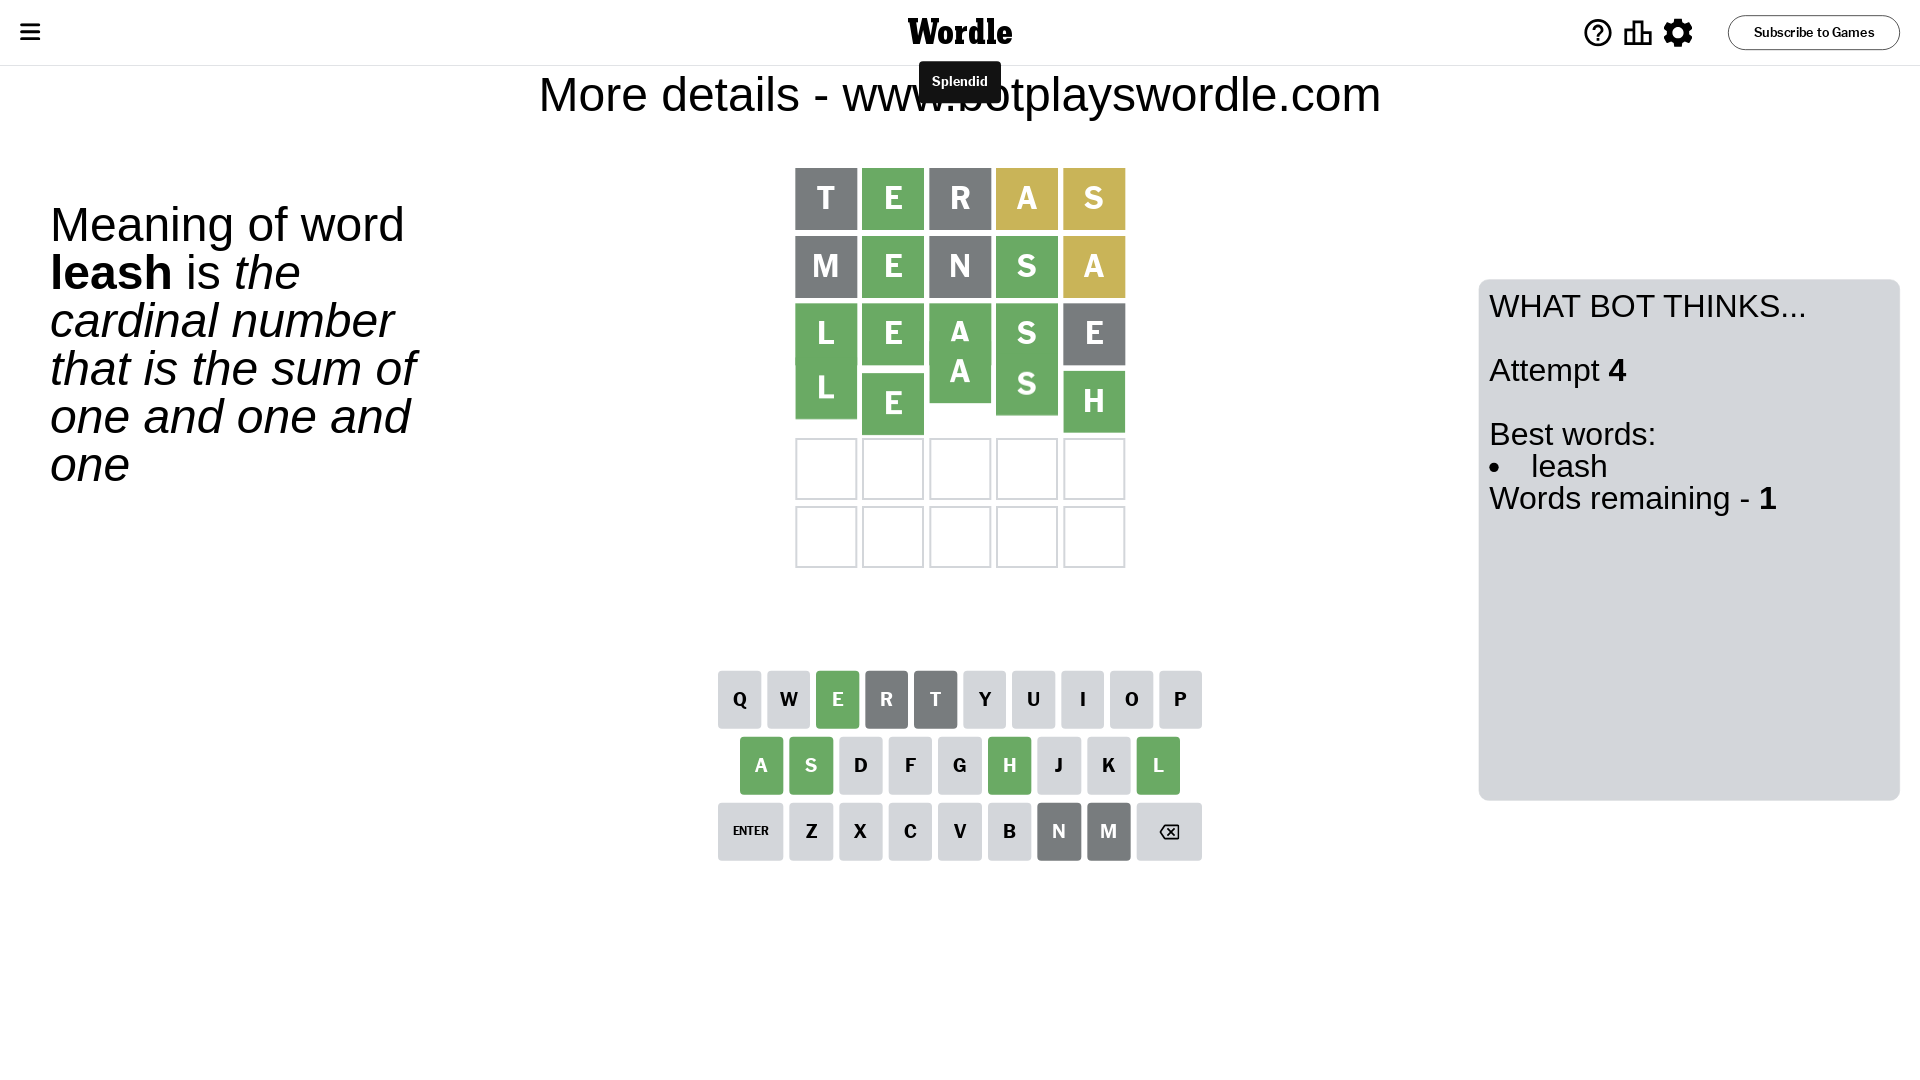 Wordle
Subscribe to Games
Splendid
More details - www.botplayswordle.com
Meaning of word
leash is the
cardinal number
that is the sum of
one and one and
one
T E R A S
M E N S A
L E A S E
L E A S H
WHAT BOT THINKS...
Attempt 4
Best words:
• leash
Words remaining - 1
Q W E R T Y U I O P
A S D F G H J K L
ENTER Z X C V B N M